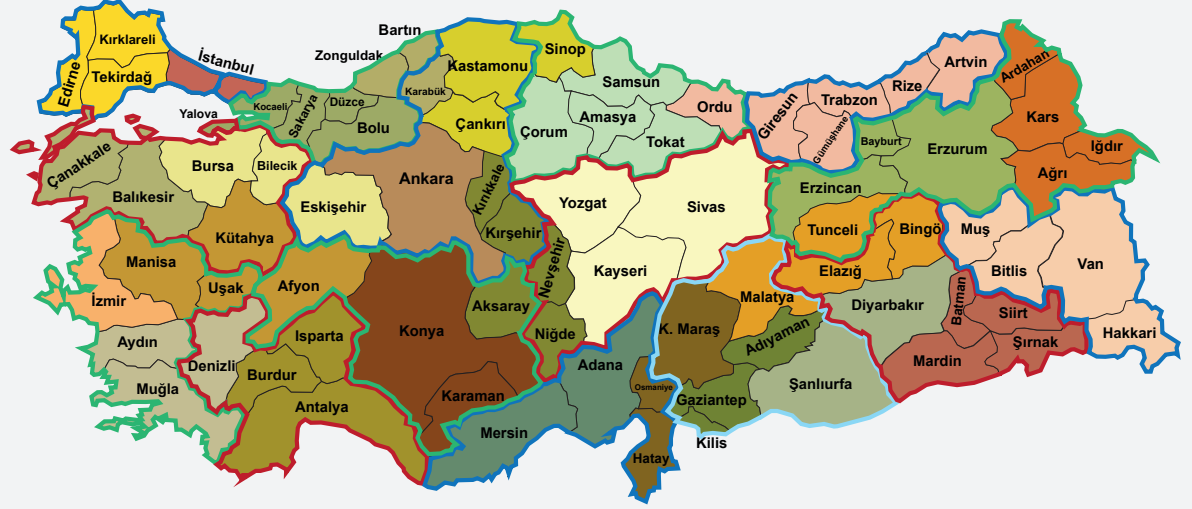 Kırklareli
Edirne
Tekirdağ
İstanbul
Yalova
Kocaeli
Sakarya
Düzce
Bolu
Zonguldak
Bartın
Karabük
Kastamonu
Çankırı
Sinop
Samsun
Çorum
Amasya
Tokat
Ordu
Giresun
Trabzon
Gümüşhane
Rize
Artvin
Ardahan
Kars
Iğdır
Ağrı
Bayburt
Erzurum
Erzincan
Çanakkale
Balıkesir
Bursa
Bilecik
Kütahya
Eskişehir
Ankara
Kırıkkale
Kırşehir
Yozgat
Sivas
Kayseri
Nevşehir
Niğde
Aksaray
Konya
Karaman
Manisa
İzmir
Uşak
Afyon
Aydın
Denizli
Muğla
Isparta
Burdur
Antalya
Mersin
Adana
Osmaniye
Hatay
K. Maraş
Gaziantep
Kilis
Malatya
Adıyaman
Şanlıurfa
Tunceli
Elazığ
Bingö
Diyarbakır
Muş
Bitlis
Van
Batman
Siirt
Şırnak
Mardin
Hakkari